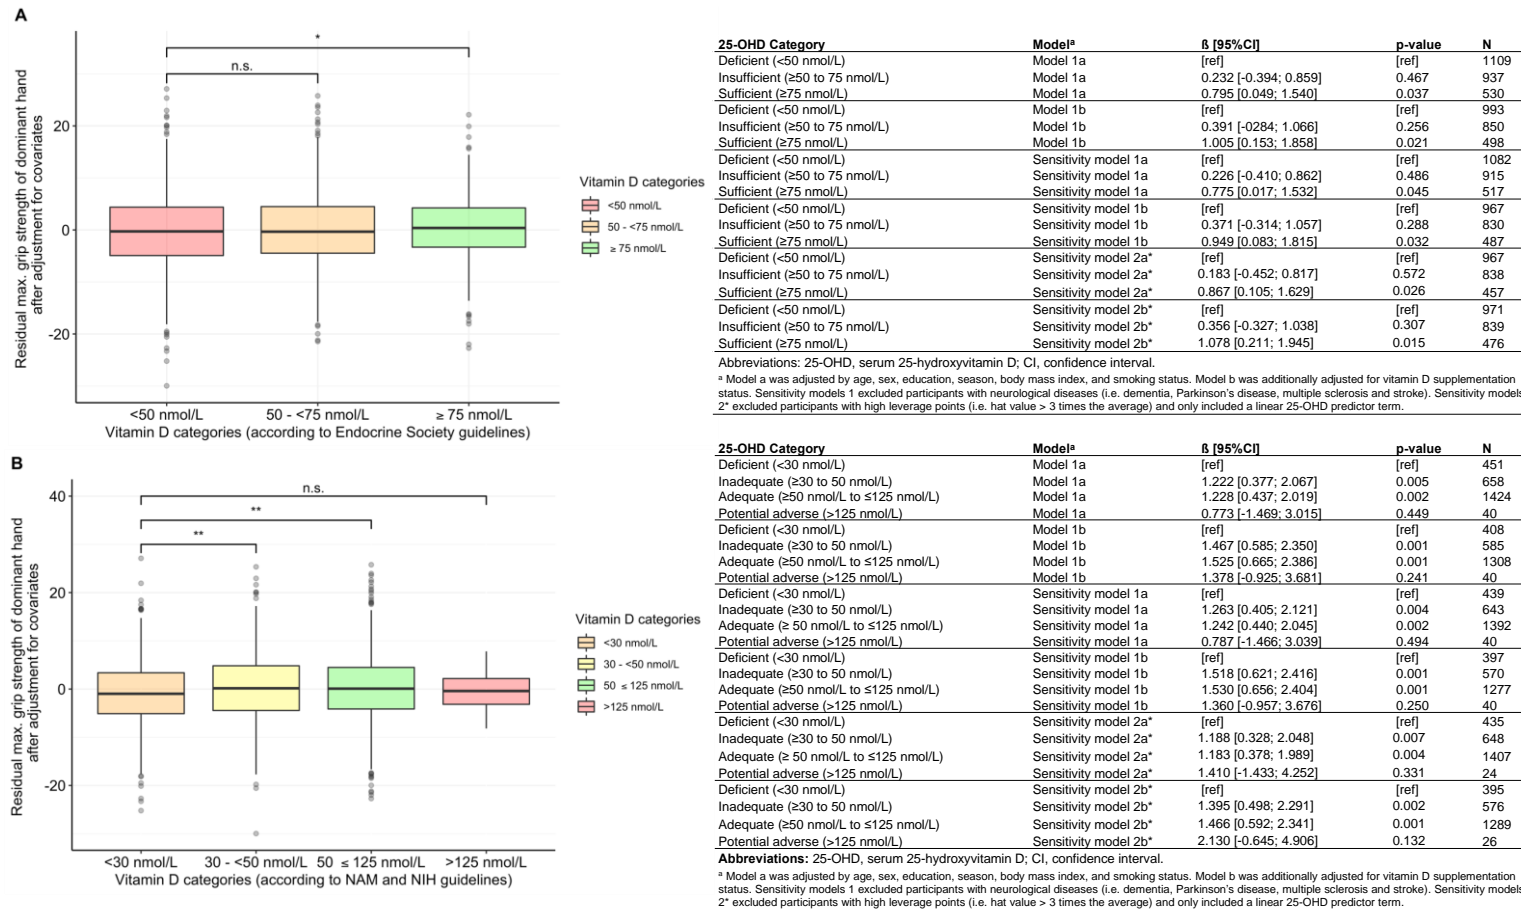 A
Residual max. grip strength of dominant hand
after adjustment for covariates
20
0
-20
*
n.s.
<50 nmol/L
50 - <75 nmol/L
≥ 75 nmol/L
Vitamin D categories (according to Endocrine Society guidelines)
Vitamin D categories
<50 nmol/L
50 - <75 nmol/L
≥ 75 nmol/L
25-OHD Category Modelᵃ ß [95%CI] p-value N
Deficient (<50 nmol/L) Model 1a [ref] [ref] 1109
Insufficient (≥50 to 75 nmol/L) Model 1a 0.232 [-0.394; 0.859] 0.467 937
Sufficient (≥75 nmol/L) Model 1a 0.795 [0.049; 1.540] 0.037 530
Deficient (<50 nmol/L) Model 1b [ref] [ref] 993
Insufficient (≥50 to 75 nmol/L) Model 1b 0.391 [-0284; 1.066] 0.256 850
Sufficient (≥75 nmol/L) Model 1b 1.005 [0.153; 1.858] 0.021 498
Deficient (<50 nmol/L) Sensitivity model 1a [ref] [ref] 1082
Insufficient (≥50 to 75 nmol/L) Sensitivity model 1a 0.226 [-0.410; 0.862] 0.486 915
Sufficient (≥75 nmol/L) Sensitivity model 1a 0.775 [0.017; 1.532] 0.045 517
Deficient (<50 nmol/L) Sensitivity model 1b [ref] [ref] 967
Insufficient (≥50 to 75 nmol/L) Sensitivity model 1b 0.371 [-0.314; 1.057] 0.288 830
Sufficient (≥75 nmol/L) Sensitivity model 1b 0.949 [0.083; 1.815] 0.032 487
Deficient (<50 nmol/L) Sensitivity model 2a* [ref] [ref] 967
Insufficient (≥50 to 75 nmol/L) Sensitivity model 2a* 0.183 [-0.452; 0.817] 0.572 838
Sufficient (≥75 nmol/L) Sensitivity model 2a* 0.867 [0.105; 1.629] 0.026 457
Deficient (<50 nmol/L) Sensitivity model 2b* [ref] [ref] 971
Insufficient (≥50 to 75 nmol/L) Sensitivity model 2b* 0.356 [-0.327; 1.038] 0.307 839
Sufficient (≥75 nmol/L) Sensitivity model 2b* 1.078 [0.211; 1.945] 0.015 476
Abbreviations: 25-OHD, serum 25-hydroxyvitamin D; CI, confidence interval.
ᵃ Model a was adjusted by age, sex, education, season, body mass index, and smoking status. Model b was additionally adjusted for vitamin D supplementation
status. Sensitivity models 1 excluded participants with neurological diseases (i.e. dementia, Parkinson's disease, multiple sclerosis and stroke). Sensitivity models
2* excluded participants with high leverage points (i.e. hat value > 3 times the average) and only included a linear 25-OHD predictor term.
B
Residual max. grip strength of dominant hand
after adjustment for covariates
40
20
0
-20
n.s.
**
**
<30 nmol/L
30 - <50 nmol/L
50 ≤ 125 nmol/L
>125 nmol/L
Vitamin D categories (according to NAM and NIH guidelines)
Vitamin D categories
<30 nmol/L
30 - <50 nmol/L
50 ≤ 125 nmol/L
>125 nmol/L
25-OHD Category Modelᵃ ß [95%CI] p-value N
Deficient (<30 nmol/L) Model 1a [ref] [ref] 451
Inadequate (≥30 to 50 nmol/L) Model 1a 1.222 [0.377; 2.067] 0.005 658
Adequate (≥50 nmol/L to ≤125 nmol/L) Model 1a 1.228 [0.437; 2.019] 0.002 1424
Potential adverse (>125 nmol/L) Model 1a 0.773 [-1.469; 3.015] 0.449 40
Deficient (<30 nmol/L) Model 1b [ref] [ref] 408
Inadequate (≥30 to 50 nmol/L) Model 1b 1.467 [0.585; 2.350] 0.001 585
Adequate (≥50 nmol/L to ≤125 nmol/L) Model 1b 1.525 [0.665; 2.386] 0.001 1308
Potential adverse (>125 nmol/L) Model 1b 1.378 [-0.925; 3.681] 0.241 40
Deficient (<30 nmol/L) Sensitivity model 1a [ref] [ref] 439
Inadequate (≥30 to 50 nmol/L) Sensitivity model 1a 1.263 [0.405; 2.121] 0.004 643
Adequate (≥ 50 nmol/L to ≤125 nmol/L) Sensitivity model 1a 1.242 [0.440; 2.045] 0.002 1392
Potential adverse (>125 nmol/L) Sensitivity model 1a 0.787 [-1.466; 3.039] 0.494 40
Deficient (<30 nmol/L) Sensitivity model 1b [ref] [ref] 397
Inadequate (≥30 to 50 nmol/L) Sensitivity model 1b 1.518 [0.621; 2.416] 0.001 570
Adequate (≥50 nmol/L to ≤125 nmol/L) Sensitivity model 1b 1.530 [0.656; 2.404] 0.001 1277
Potential adverse (>125 nmol/L) Sensitivity model 1b 1.360 [-0.957; 3.676] 0.250 40
Deficient (<30 nmol/L) Sensitivity model 2a* [ref] [ref] 435
Inadequate (≥30 to 50 nmol/L) Sensitivity model 2a* 1.188 [0.328; 2.048] 0.007 648
Adequate (≥ 50 nmol/L to ≤125 nmol/L) Sensitivity model 2a* 1.183 [0.378; 1.989] 0.004 1407
Potential adverse (>125 nmol/L) Sensitivity model 2a* 1.410 [-1.433; 4.252] 0.331 24
Deficient (<30 nmol/L) Sensitivity model 2b* [ref] [ref] 395
Inadequate (≥30 to 50 nmol/L) Sensitivity model 2b* 1.395 [0.498; 2.291] 0.002 576
Adequate (≥50 nmol/L to ≤125 nmol/L) Sensitivity model 2b* 1.466 [0.592; 2.341] 0.001 1289
Potential adverse (>125 nmol/L) Sensitivity model 2b* 2.130 [-0.645; 4.906] 0.132 26
Abbreviations: 25-OHD, serum 25-hydroxyvitamin D; CI, confidence interval.
ᵃ Model a was adjusted by age, sex, education, season, body mass index, and smoking status. Model b was additionally adjusted for vitamin D supplementation
status. Sensitivity models 1 excluded participants with neurological diseases (i.e. dementia, Parkinson's disease, multiple sclerosis and stroke). Sensitivity models
2* excluded participants with high leverage points (i.e. hat value > 3 times the average) and only included a linear 25-OHD predictor term.